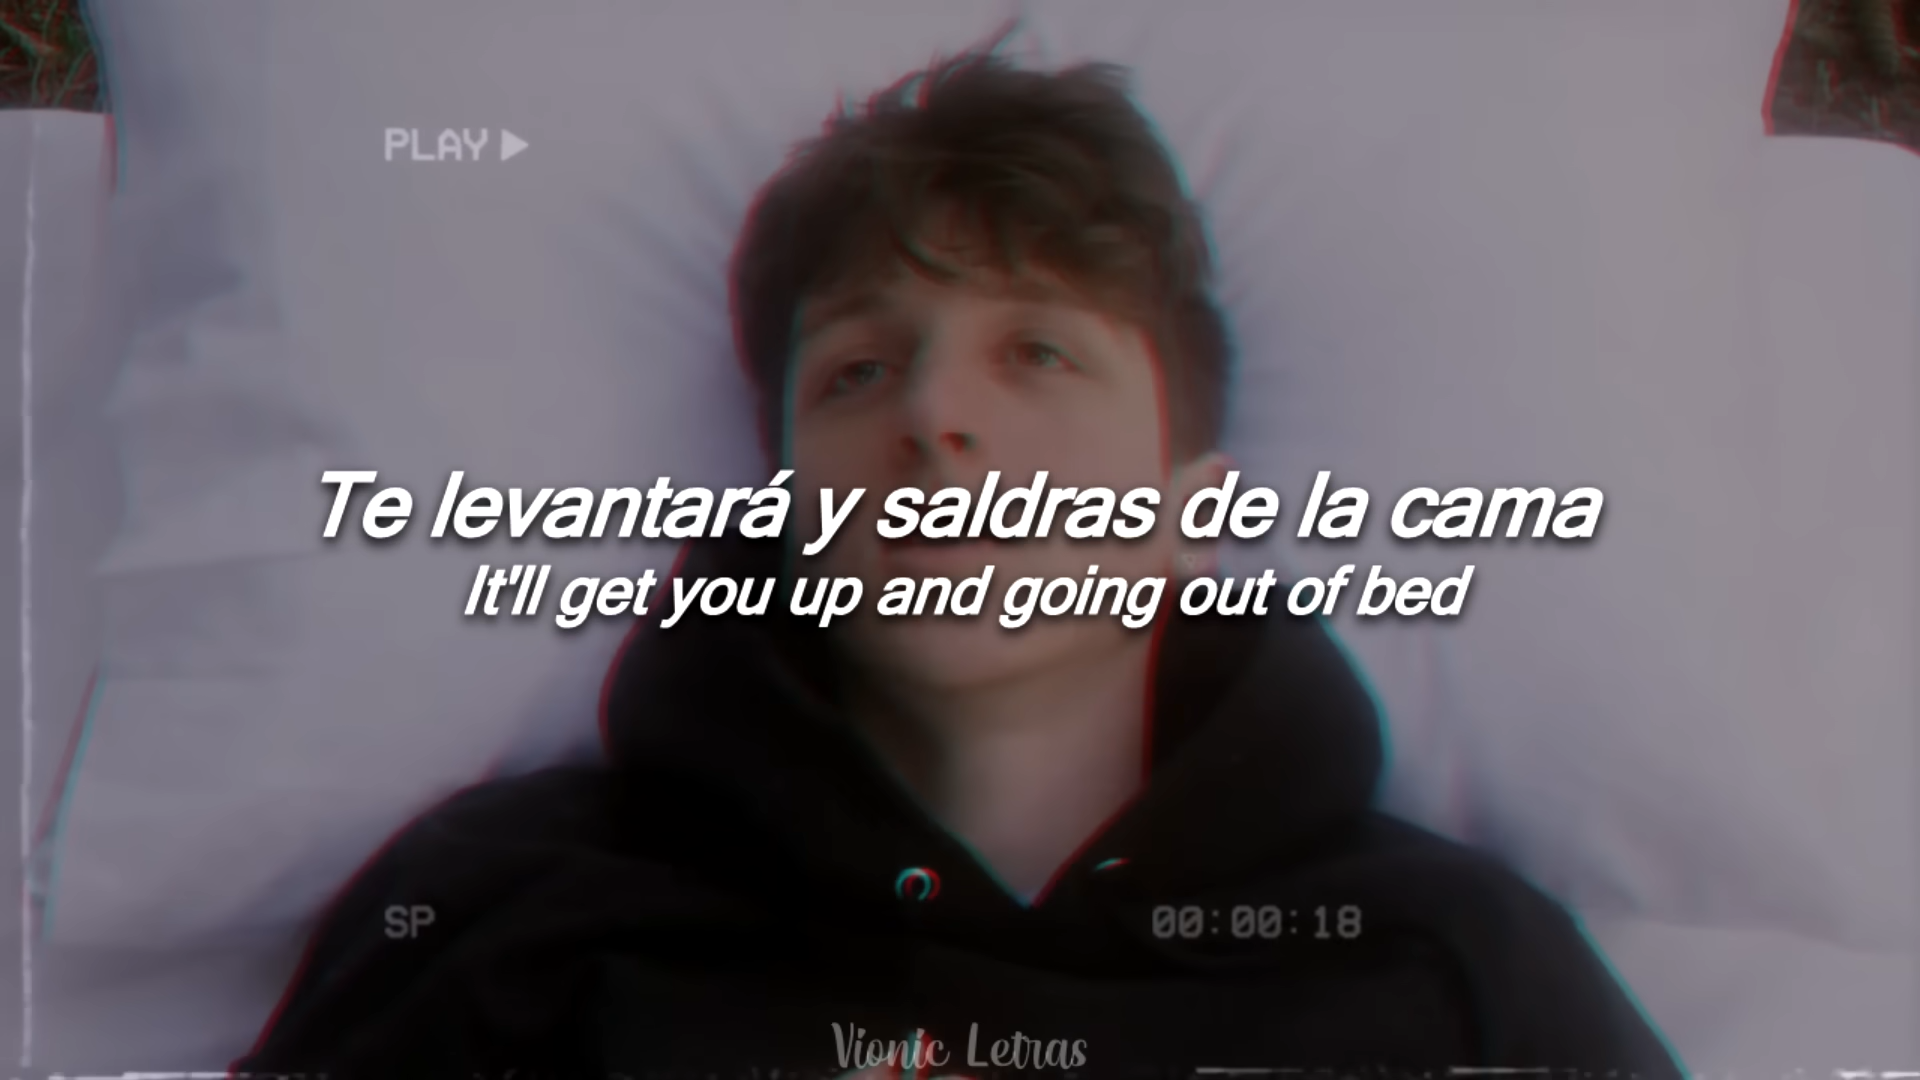 PLAY
Te levantará y saldras de la cama
It'll get you up and going out of bed
SP
00:00:18
Vionic Letras